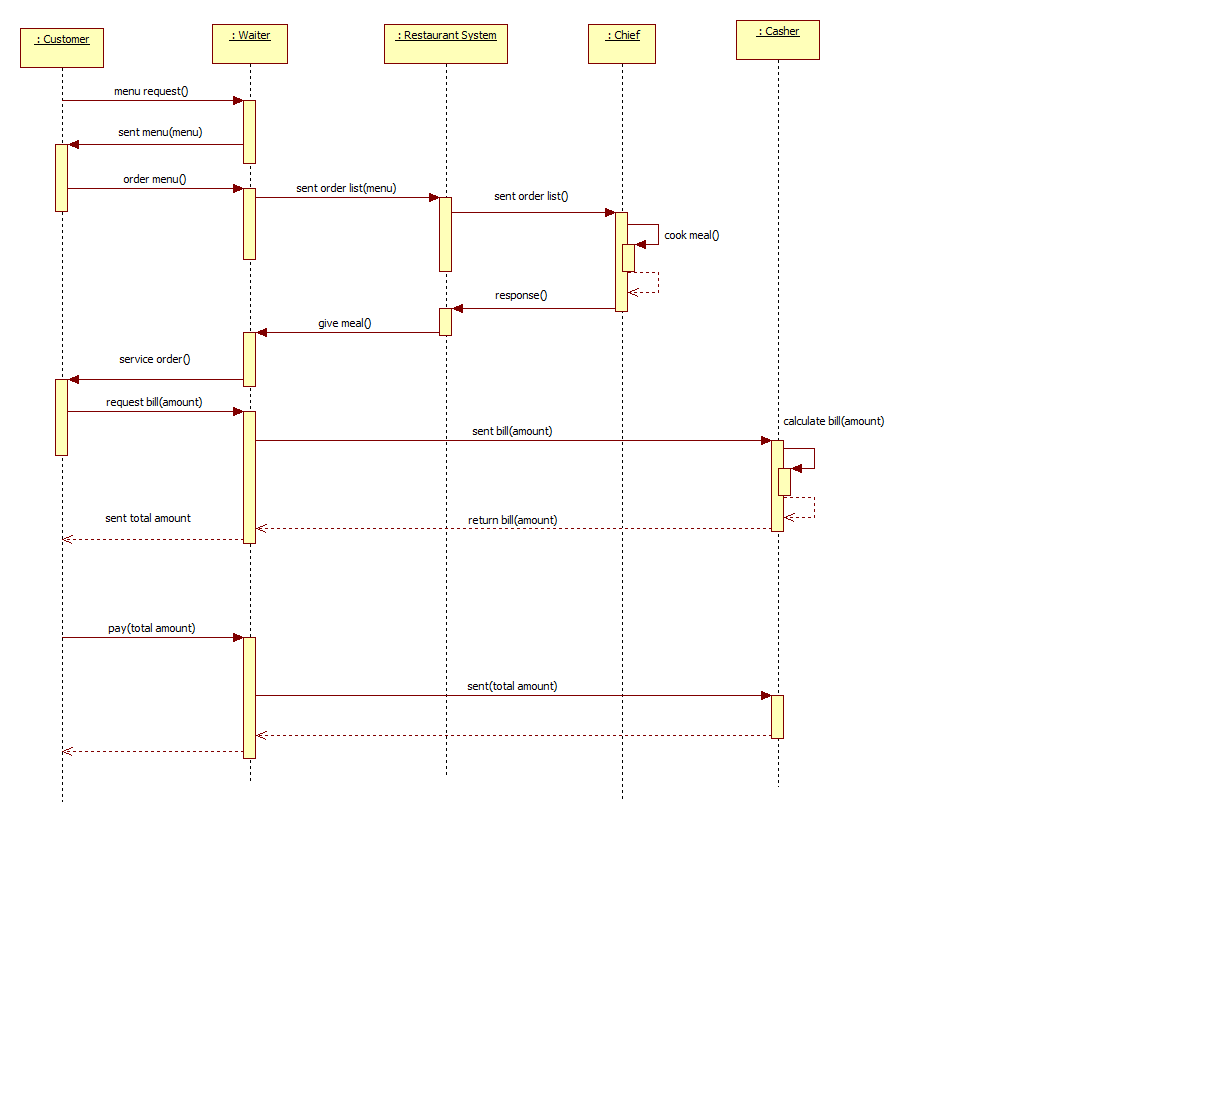 : Customer
: Waiter
: Restaurant System
: Chief
: Casher
menu request()
sent menu(menu)
order menu()
sent order list(menu)
sent order list()
cook meal()
response()
give meal()
service order()
request bill(amount)
calculate bill(amount)
sent bill(amount)
sent total amount
return bill(amount)
pay(total amount)
sent(total amount)